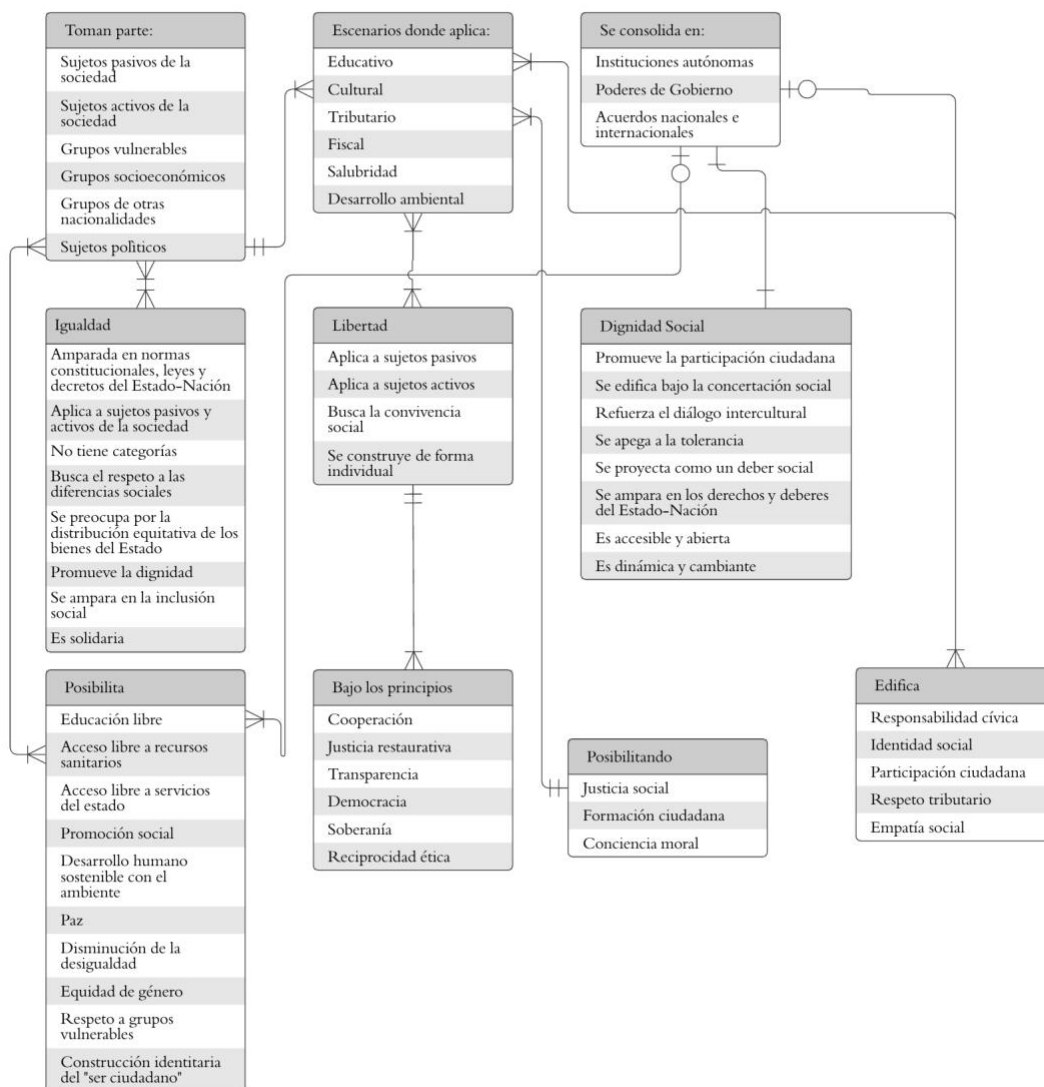 Toman parte:
Sujetos pasivos de la
sociedad
Sujetos activos de la
sociedad
Grupos vulnerables
Grupos socioeconómicos
Grupos de otras
nacionalidades
Sujetos polìticos
Escenarios donde aplica:
Educativo
Cultural
Tributario
Fiscal
Salubridad
Desarrollo ambiental
Se consolida en:
Instituciones autónomas
Poderes de Gobierno
Acuerdos nacionales e
internacionales
Igualdad
Amparada en normas
constitucionales, leyes y
decretos del Estado-Nación
Aplica a sujetos pasivos y
activos de la sociedad
No tiene categorías
Busca el respeto a las
diferencias sociales
Se preocupa por la
distribución equitativa de los
bienes del Estado
Promueve la dignidad
Se ampara en la inclusión
social
Es solidaria
Libertad
Aplica a sujetos pasivos
Aplica a sujetos activos
Busca la convivencia
social
Se construye de forma
individual
Dignidad Social
Promueve la participación ciudadana
Se edifica bajo la concertación social
Refuerza el diálogo intercultural
Se apega a la tolerancia
Se proyecta como un deber social
Se ampara en los derechos y deberes
del Estado-Nación
Es accesible y abierta
Es dinámica y cambiante
Posibilita
Educación libre
Acceso libre a recursos
sanitarios
Acceso libre a servicios
del estado
Promoción social
Desarrollo humano
sostenible con el
ambiente
Paz
Disminución de la
desigualdad
Equidad de género
Respeto a grupos
vulnerables
Construcción identitaria
del "ser ciudadano"
Bajo los principios
Cooperación
Justicia restaurativa
Transparencia
Democracia
Soberanía
Reciprocidad ética
Posibilitando
Justicia social
Formación ciudadana
Conciencia moral
Edifica
Responsabilidad cívica
Identidad social
Participación ciudadana
Respeto tributario
Empatía social